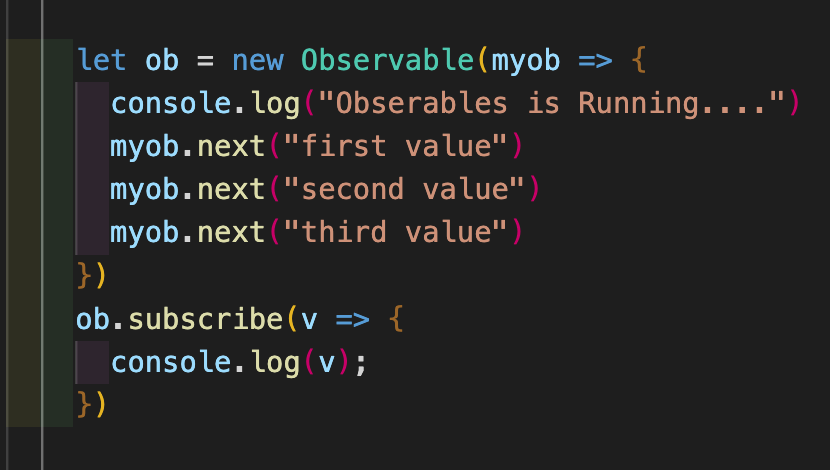 let ob = new Observable(myob => {
  console.log("Obserables is Running....")
  myob.next("first value")
  myob.next("second value")
  myob.next("third value")
})
ob.subscribe(v => {
  console.log(v);
})